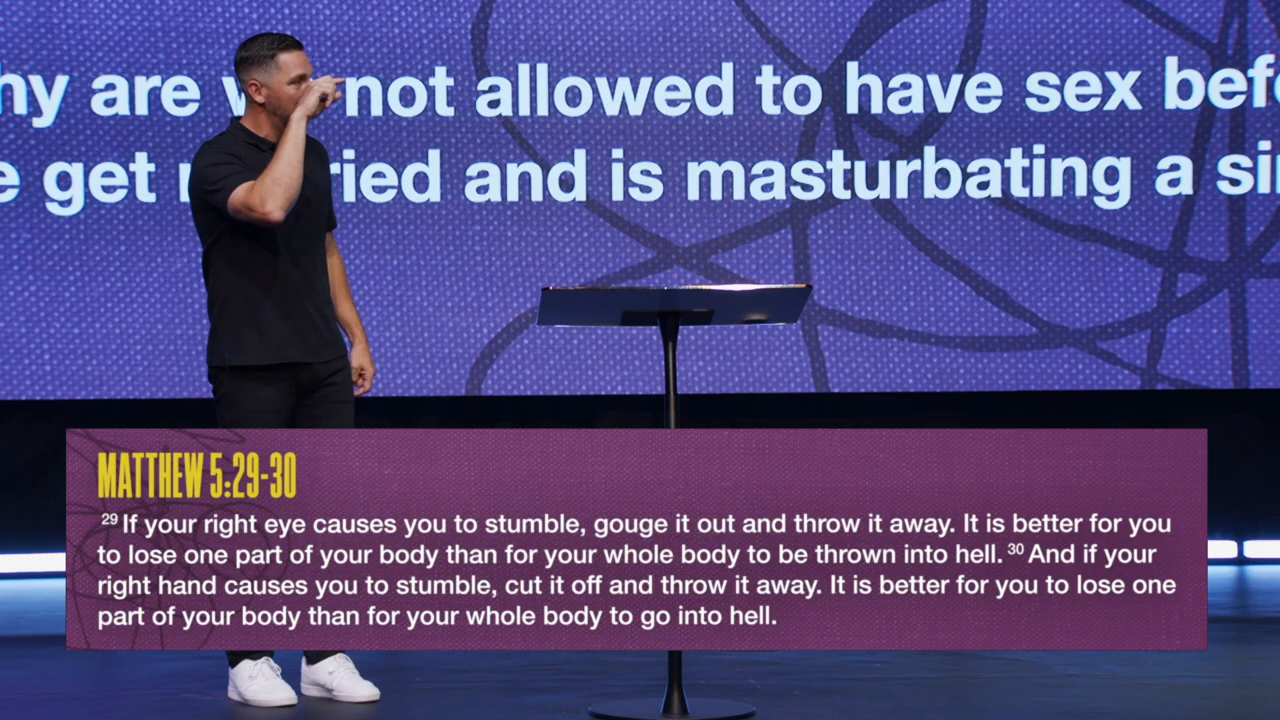 are not allowed to have sex
get and is masturbating a
MATTHEW 5:29-30
29 If your right eye causes you to stumble, gouge it out and throw it away. It is better for you
to lose one part of your body than for your whole body to be thrown into hell. 30 And if your
right hand causes you to stumble, cut it off and throw it away. It is better for you to lose one
part of your body than for your whole body to go into hell.